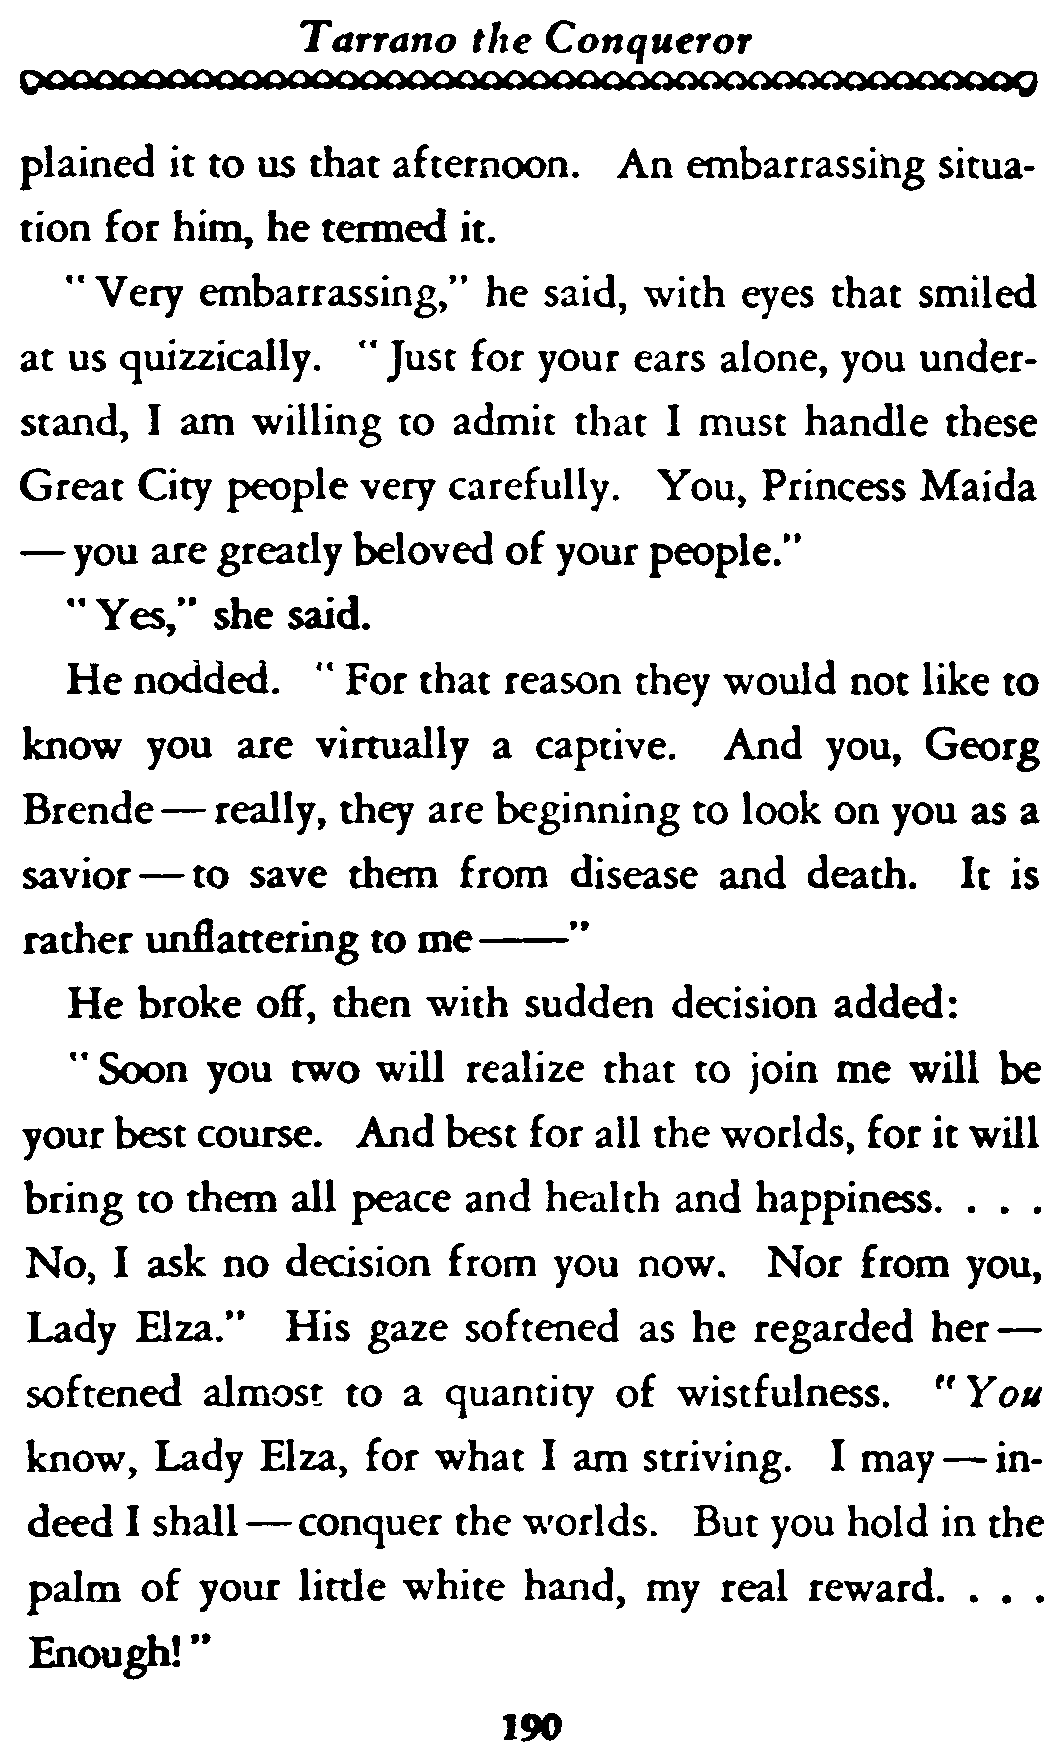 Tarrano the Conqueror
plained it to us that afternoon. An embarrassing situa-
tion for him, he termed it.
"Very embarrassing," he said, with eyes that smiled
at us quizzically. "Just for your ears alone, you under-
stand, I am willing to admit that I must handle these
Great City people very carefully. You, Princess Maida
—you are greatly beloved of your people."
"Yes," she said.
He nodded. "For that reason they would not like to
know you are virtually a captive. And you, Georg
Brende—really, they are beginning to look on you as a
savior—to save them from disease and death. It is
rather unflattering to me——"
He broke off, then with sudden decision added:
"Soon you two will realize that to join me will be
your best course. And best for all the worlds, for it will
bring to them all peace and health and happiness. . . .
No, I ask no decision from you now. Nor from you,
Lady Elza." His gaze softened as he regarded her—
softened almost to a quantity of wistfulness. "You
know, Lady Elza, for what I am striving. I may—in-
deed I shall—conquer the worlds. But you hold in the
palm of your little white hand, my real reward. . . .
Enough!"
190